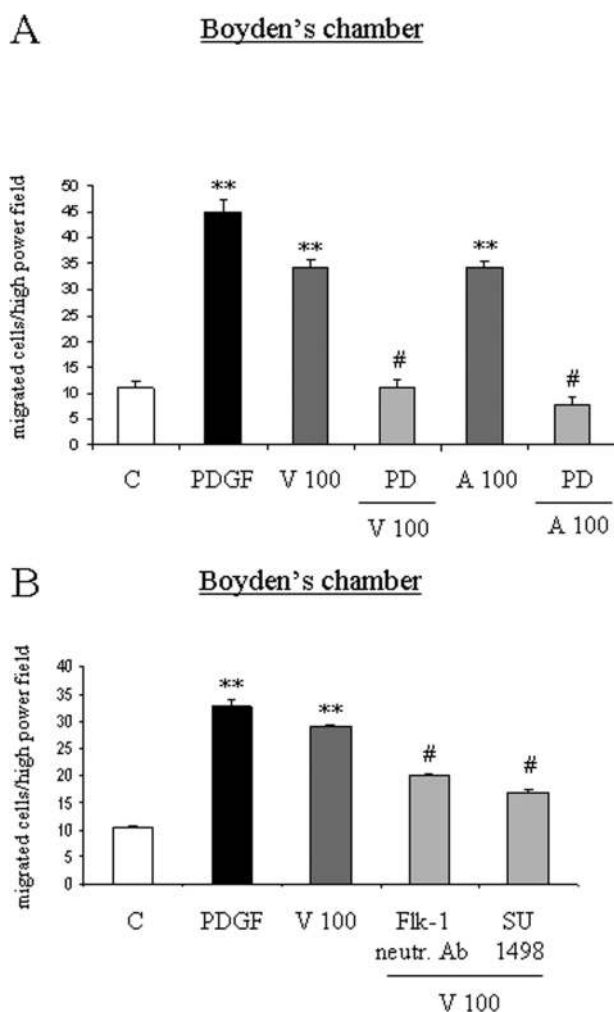 A
Boyden's chamber
migrated cells/high power field
50
45
40
35
30
25
20
15
10
5
0
**
**
#
**
#
C PDGF V 100 PD A 100 PD
V 100 A 100
B
Boyden's chamber
migrated cells/high power field
40
35
30
25
20
15
10
5
0
**
**
#
#
C PDGF V 100 Flk-1 SU
neutr. Ab 1498
V 100